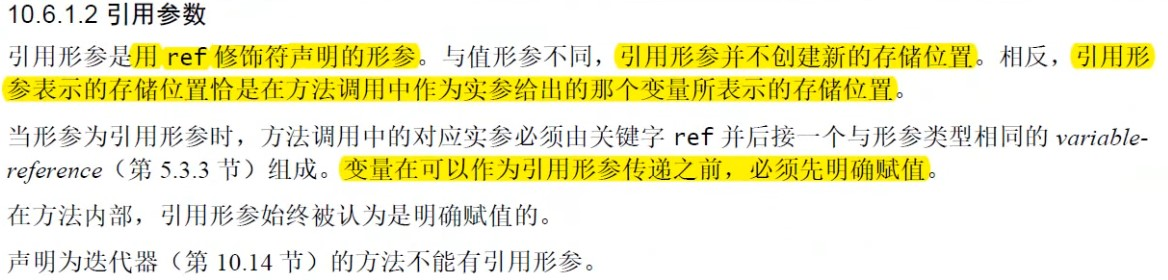 10.6.1.2 引用参数
引用形参是用 ref 修饰符声明的形参。与值形参不同，引用形参并不创建新的存储位置。相反，引用形
参表示的存储位置恰是在方法调用中作为实参给出的那个变量所表示的存储位置。
当形参为引用形参时，方法调用中的对应实参必须由关键字 ref 并后接一个与形参类型相同的 variable-
reference（第 5.3.3 节）组成。变量在可以作为引用形参传递之前，必须先明确赋值。
在方法内部，引用形参始终被认为是明确赋值的。
声明为迭代器（第 10.14 节）的方法不能有引用形参。